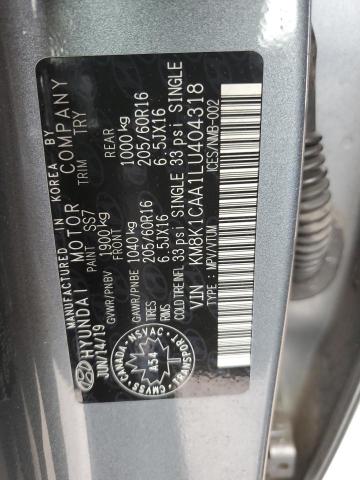 MANUFACTURED IN KOREA BY
HYUNDAI MOTOR COMPANY
JUN/14/19 PAINT SS7 TRIM TRY
GVWR/PNBV 1900 kg
FRONT REAR
GAWR/PNBE 1040 kg 1000 kg
TIRES 205/60R16 205/60R16
RIMS 6.5JX16 6.5JX16
COLD TIRE INFL 33 psi SINGLE 33 psi SINGLE
VIN : KM8K1CAA1LU404318
TYPE : MPV/VTUM ICES/NMB-002
CANADA · NSVAC · TRANSPORT · CMVSS
454